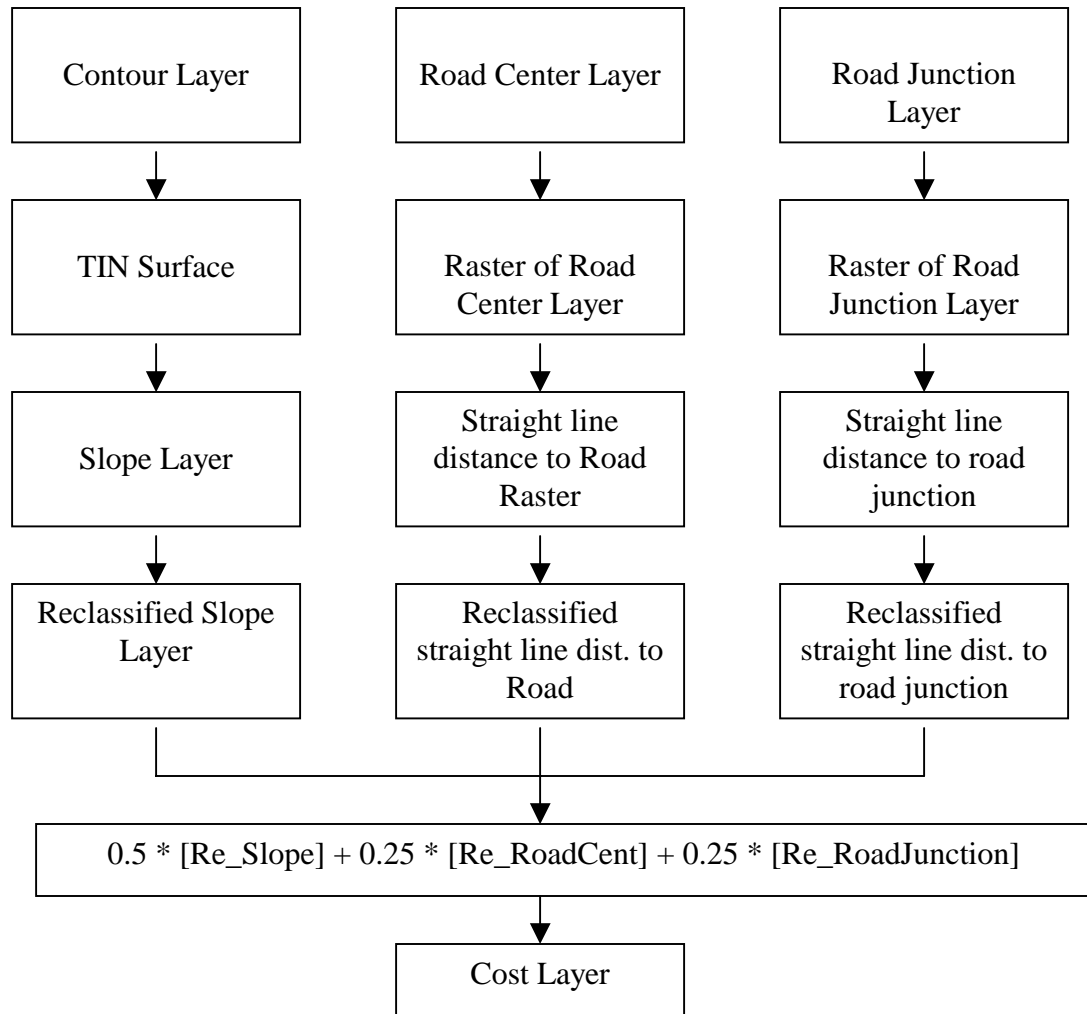 Contour Layer
Road Center Layer
Road Junction
Layer
TIN Surface
Raster of Road
Center Layer
Raster of Road
Junction Layer
Slope Layer
Straight line
distance to Road
Raster
Straight line
distance to road
junction
Reclassified Slope
Layer
Reclassified
straight line dist. to
Road
Reclassified
straight line dist. to
road junction
0.5 * [Re_Slope] + 0.25 * [Re_RoadCent] + 0.25 * [Re_RoadJunction]
Cost Layer